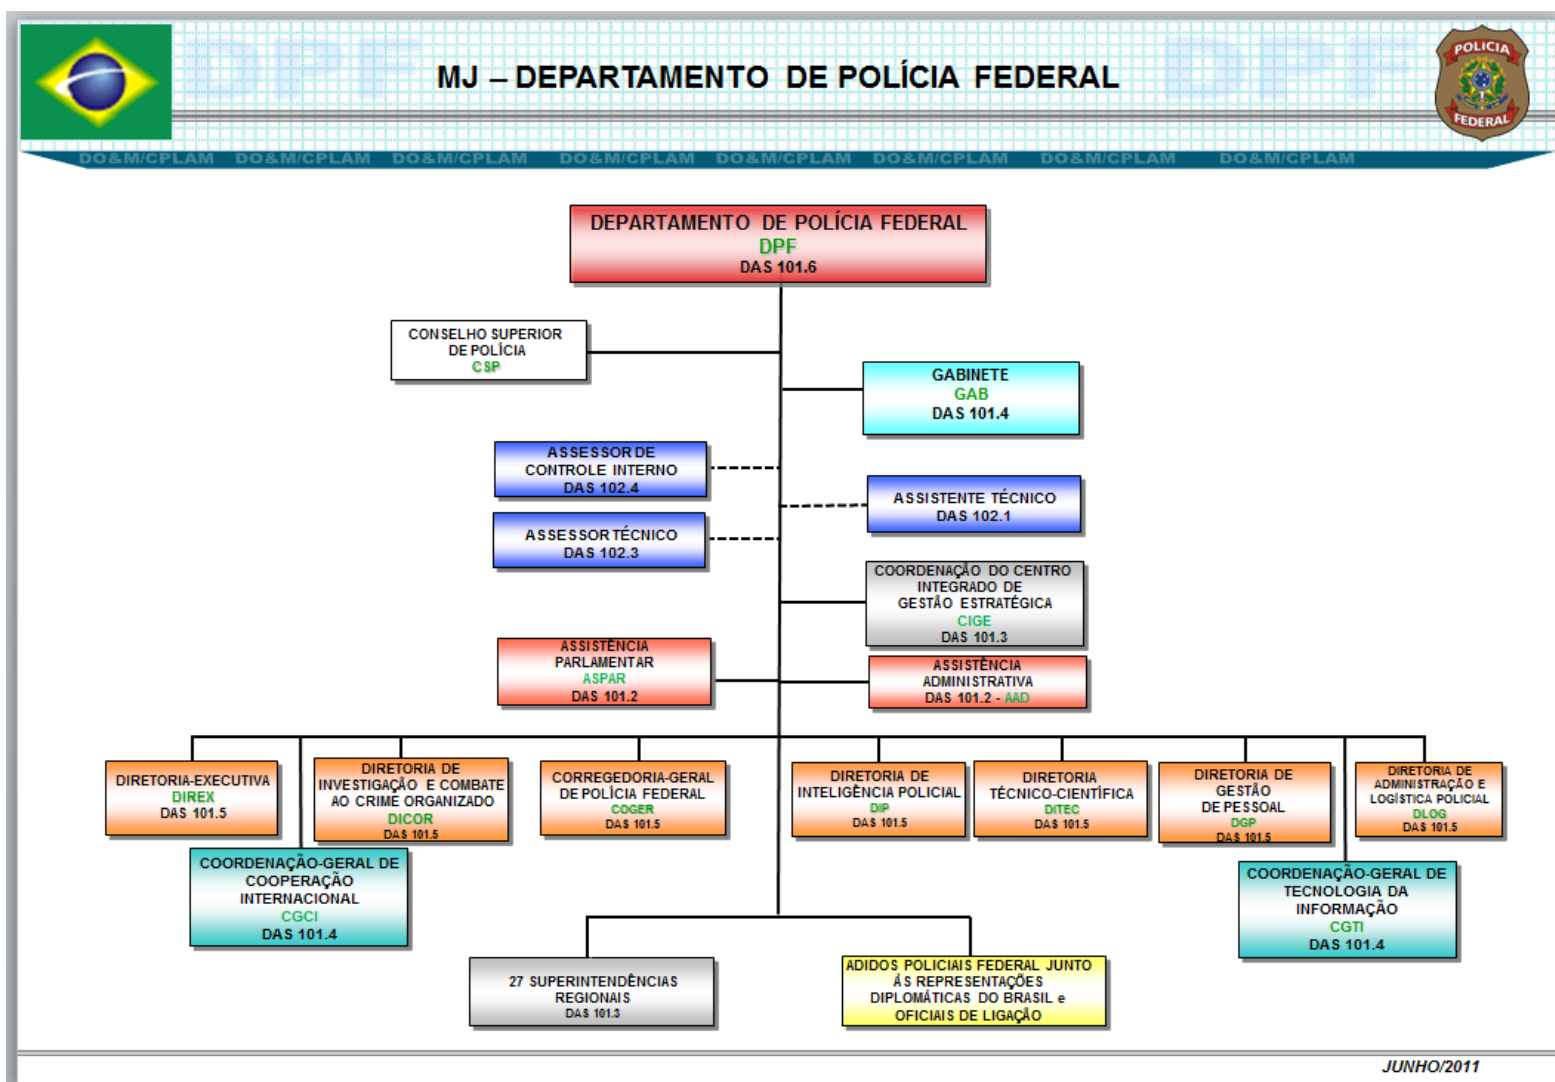 DPF DPF
MJ – DEPARTAMENTO DE POLÍCIA FEDERAL
POLICIA
FEDERAL
DO&M/CPLAM DO&M/CPLAM DO&M/CPLAM DO&M/CPLAM DO&M/CPLAM DO&M/CPLAM DO&M/CPLAM DO&M/CPLAM
DEPARTAMENTO DE POLÍCIA FEDERAL
DPF
DAS 101.6
CONSELHO SUPERIOR
DE POLÍCIA
CSP
GABINETE
GAB
DAS 101.4
ASSESSOR DE
CONTROLE INTERNO
DAS 102.4
ASSISTENTE TÉCNICO
DAS 102.1
ASSESSOR TÉCNICO
DAS 102.3
COORDENAÇÃO DO CENTRO
INTEGRADO DE
GESTÃO ESTRATÉGICA
CIGE
DAS 101.3
ASSISTÊNCIA
PARLAMENTAR
ASPAR
DAS 101.2
ASSISTÊNCIA
ADMINISTRATIVA
DAS 101.2 - AAD
DIRETORIA-EXECUTIVA
DIREX
DAS 101.5
DIRETORIA DE
INVESTIGAÇÃO E COMBATE
AO CRIME ORGANIZADO
DICOR
DAS 101.5
CORREGEDORIA-GERAL
DE POLÍCIA FEDERAL
COGER
DAS 101.5
DIRETORIA DE
INTELIGÊNCIA POLICIAL
DIP
DAS 101.5
DIRETORIA
TÉCNICO-CIENTÍFICA
DITEC
DAS 101.5
DIRETORIA DE
GESTÃO
DE PESSOAL
DGP
DAS 101.5
DIRETORIA DE
ADMINISTRAÇÃO E
LOGÍSTICA POLICIAL
DLOG
DAS 101.5
COORDENAÇÃO-GERAL DE
COOPERAÇÃO
INTERNACIONAL
CGCI
DAS 101.4
COORDENAÇÃO-GERAL DE
TECNOLOGIA DA
INFORMAÇÃO
CGTI
DAS 101.4
27 SUPERINTENDÊNCIAS
REGIONAIS
DAS 101.3
ADIDOS POLICIAIS FEDERAL JUNTO
ÀS REPRESENTAÇÕES
DIPLOMÁTICAS DO BRASIL e
OFICIAIS DE LIGAÇÃO
JUNHO/2011